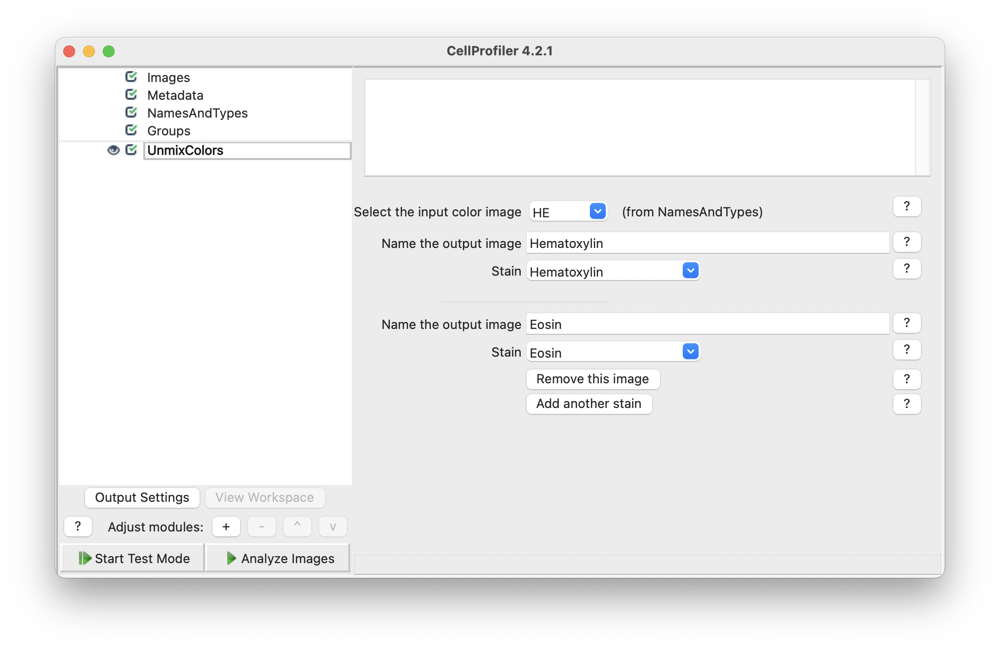 CellProfiler 4.2.1
Images
Metadata
NamesAndTypes
Groups
UnmixColors
Select the input color image HE (from NamesAndTypes) ?
Name the output image Hematoxylin ?
Stain Hematoxylin ?
Name the output image Eosin ?
Stain Eosin ?
Remove this image ?
Add another stain ?
Output Settings View Workspace
? Adjust modules: + - ^ v
Start Test Mode Analyze Images